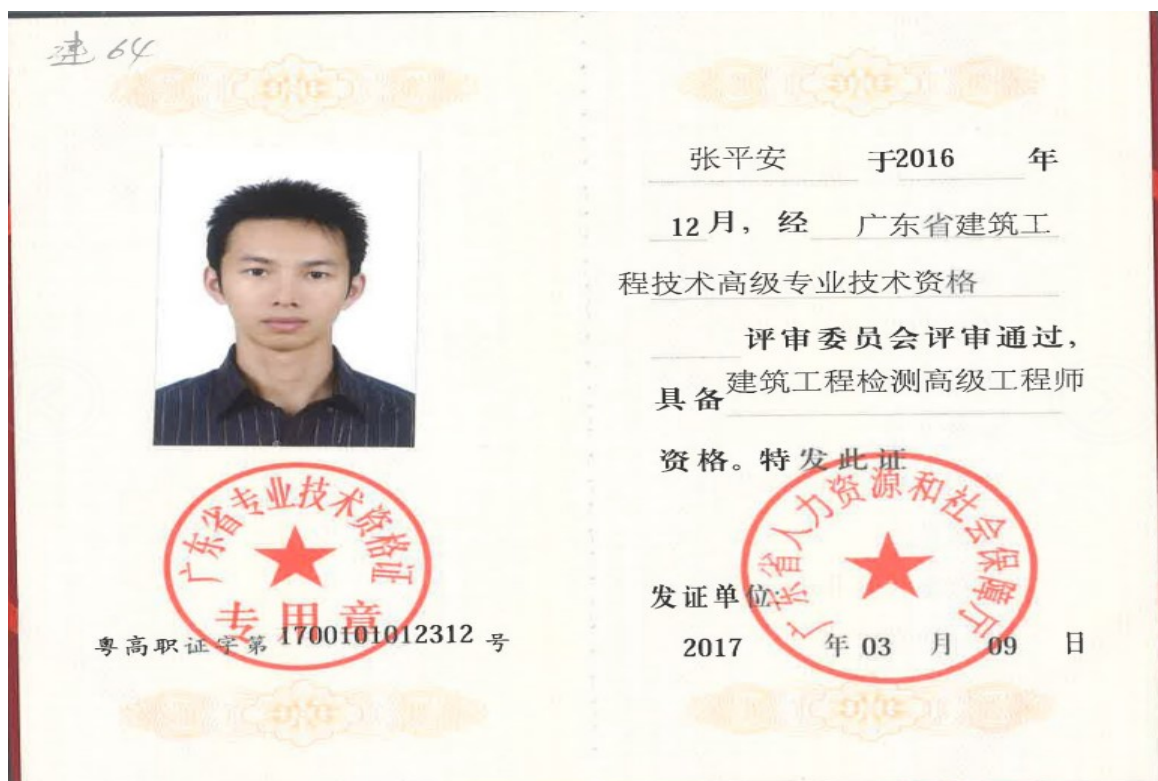 建 64
广东省专业技术资格证
专用章
粤高职证字第 1700101012312 号
张平安 于2016 年
12月，经 广东省建筑工
程技术高级专业技术资格
评审委员会评审通过，
具备建筑工程检测高级工程师
资格。特发此证
广东省人力资源和社会保障厅
发证单位：
2017 年 03 月 09 日